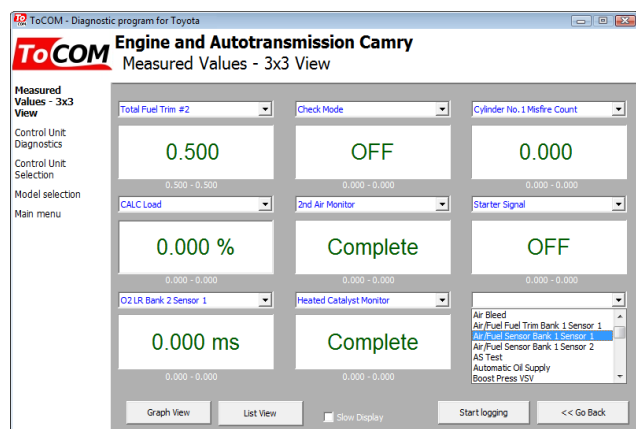 ToCOM - Diagnostic program for Toyota
ToCOM
Engine and Autotransmission Camry
Measured Values - 3x3 View
Measured
Values - 3x3
View
Control Unit
Diagnostics
Control Unit
Selection
Model selection
Main menu
Total Fuel Trim #2
Check Mode
Cylinder No.1 Misfire Count
0.500
OFF
0.000
0.500 - 0.500
0.000 - 0.000
0.000 - 0.000
CALC Load
2nd Air Monitor
Starter Signal
0.000 %
Complete
OFF
0.000 - 0.000
0.000 - 0.000
0.000 - 0.000
O2 LR Bank 2 Sensor 1
Heated Catalyst Monitor
0.000 ms
Complete
0.000 - 0.000
0.000 - 0.000
Air Bleed
Air/Fuel Fuel Trim Bank 1 Sensor 1
Air/Fuel Sensor Bank 1 Sensor 1
Air/Fuel Sensor Bank 1 Sensor 2
AS Test
Automatic Oil Supply
Boost Press VSV
Graph View
List View
Slow Display
Start logging
<< Go Back